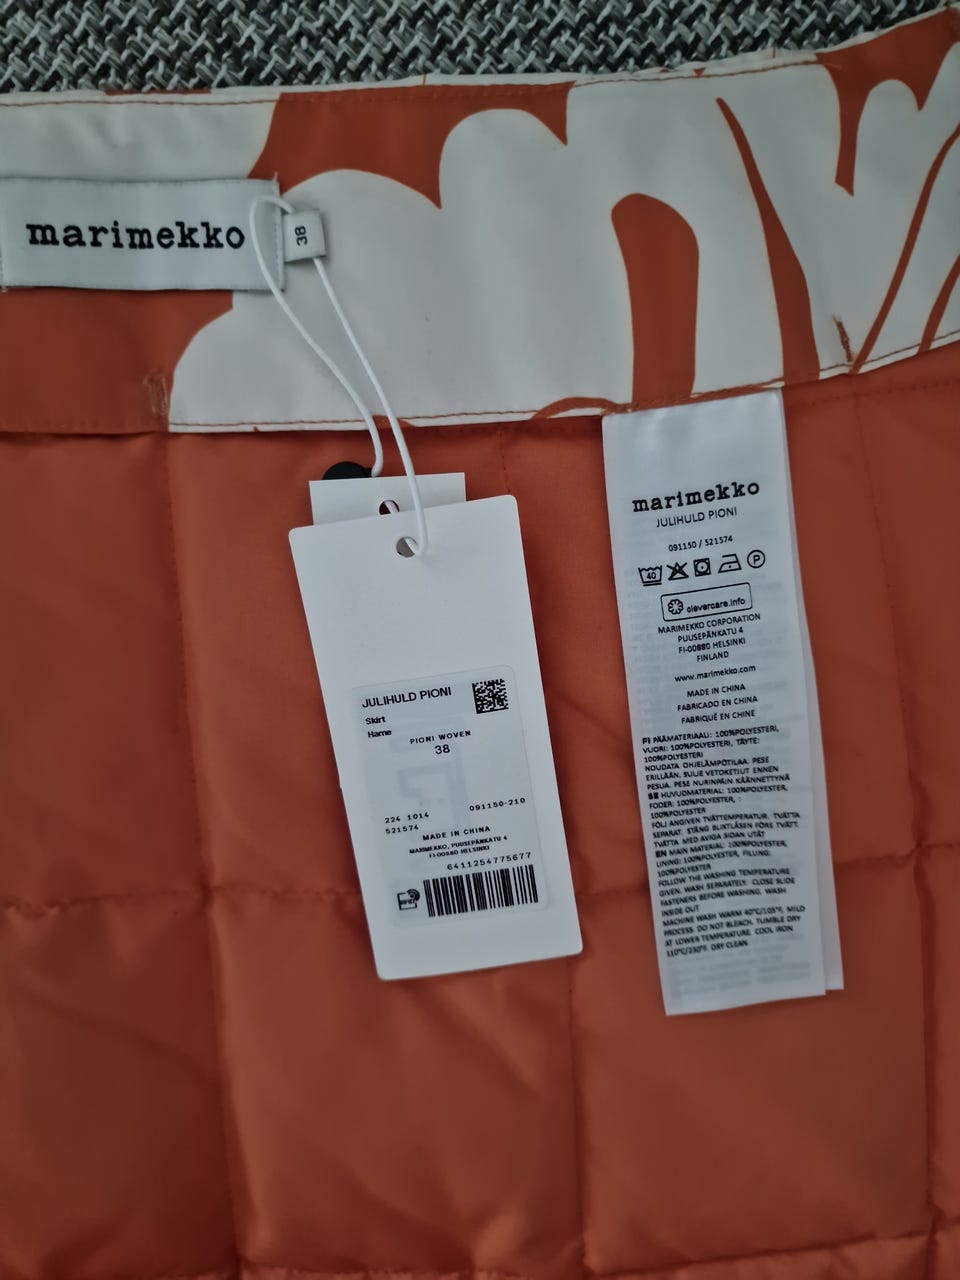 marimekko
38
JULIHULD PIONI
Skirt
Hame
PIONI WOVEN
38
224 1014
091150-210
521574
MADE IN CHINA
MARIMEKKO, PUUSEPÄNKATU 4
FI-00880 HELSINKI
6411254775677
marimekko
JULIHULD PIONI
091150 / 521574
40
P
clevercare.info
MARIMEKKO CORPORATION
PUUSEPÄNKATU 4
FI-00880 HELSINKI
FINLAND
www.marimekko.com
MADE IN CHINA
FABRICADO EN CHINA
FABRIQUÉ EN CHINE
FI PÄÄMATERIAALI: 100%POLYESTERI,
VUORI: 100%POLYESTERI, TÄYTE:
100%POLYESTERI
NOUDATA OHJELÄMPÖTILAA. PESE
ERILLÄÄN. SULJE VETOKETJUT ENNEN
PESUA. PESE NURINPÄIN KÄÄNNETTYNÄ
SE HUVUDMATERIAL: 100%POLYESTER,
FODER: 100%POLYESTER, :
100%POLYESTER
FÖLJ ANGIVEN TVÄTTEMPERATUR. TVÄTTA
SEPARAT. STÄNG BLIXTLÅSEN FÖRE TVÄTT.
TVÄTTA MED AVIGA SIDAN UTÅT
EN MAIN MATERIAL: 100%POLYESTER,
LINING: 100%POLYESTER, FILLING:
100%POLYESTER
FOLLOW THE WASHING TEMPERATURE
GIVEN. WASH SEPARATELY. CLOSE SLIDE
FASTENERS BEFORE WASHING. WASH
INSIDE OUT
MACHINE WASH WARM 40°C/105°F, MILD
PROCESS. DO NOT BLEACH. TUMBLE DRY
AT LOWER TEMPERATURE. COOL IRON
110°C/230°F. DRY CLEAN